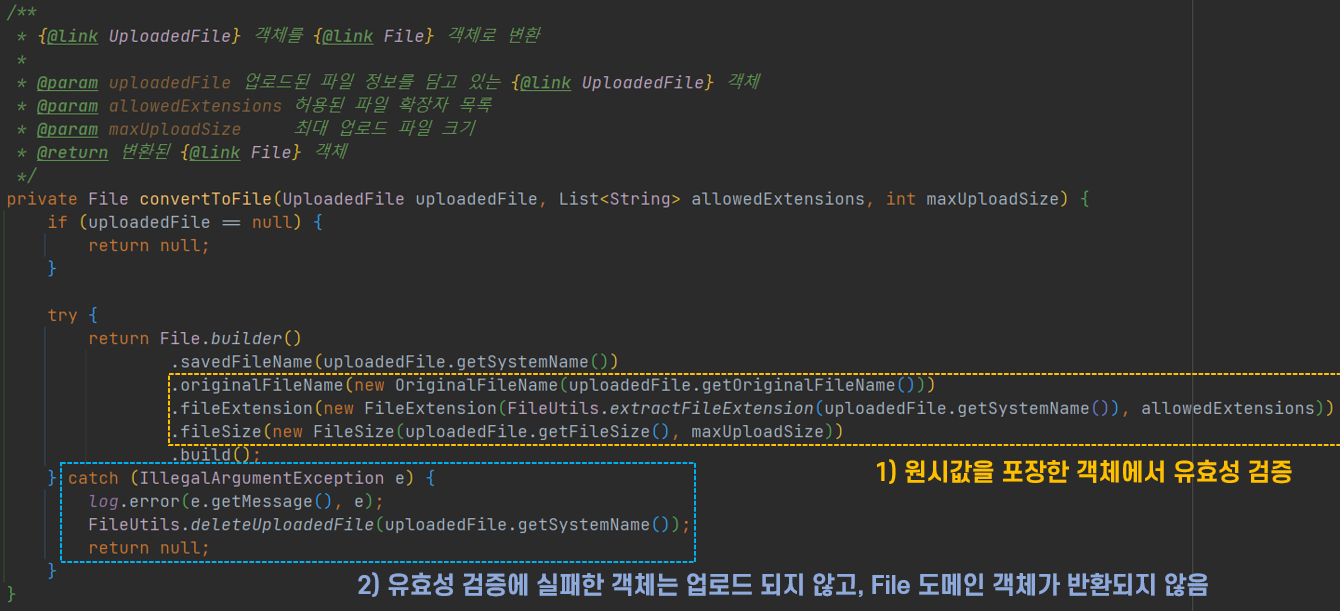 /**
 * {@link UploadedFile} 객체를 {@link File} 객체로 변환
 *
 * @param uploadedFile 업로드된 파일 정보를 담고 있는 {@link UploadedFile} 객체
 * @param allowedExtensions 허용된 파일 확장자 목록
 * @param maxUploadSize     최대 업로드 파일 크기
 * @return 변환된 {@link File} 객체
 */
private File convertToFile(UploadedFile uploadedFile, List<String> allowedExtensions, int maxUploadSize) {
    if (uploadedFile == null) {
        return null;
    }
    try {
        return File.builder()
                .savedFileName(uploadedFile.getSystemName())
                .originalFileName(new OriginalFileName(uploadedFile.getOriginalFileName()))
                .fileExtension(new FileExtension(FileUtils.extractFileExtension(uploadedFile.getSystemName()), allowedExtensions))
                .fileSize(new FileSize(uploadedFile.getFileSize(), maxUploadSize))
                .build();
1) 원시값을 포장한 객체에서 유효성 검증
    } catch (IllegalArgumentException e) {
        log.error(e.getMessage(), e);
        FileUtils.deleteUploadedFile(uploadedFile.getSystemName());
        return null;
    }
2) 유효성 검증에 실패한 객체는 업로드 되지 않고, File 도메인 객체가 반환되지 않음
}